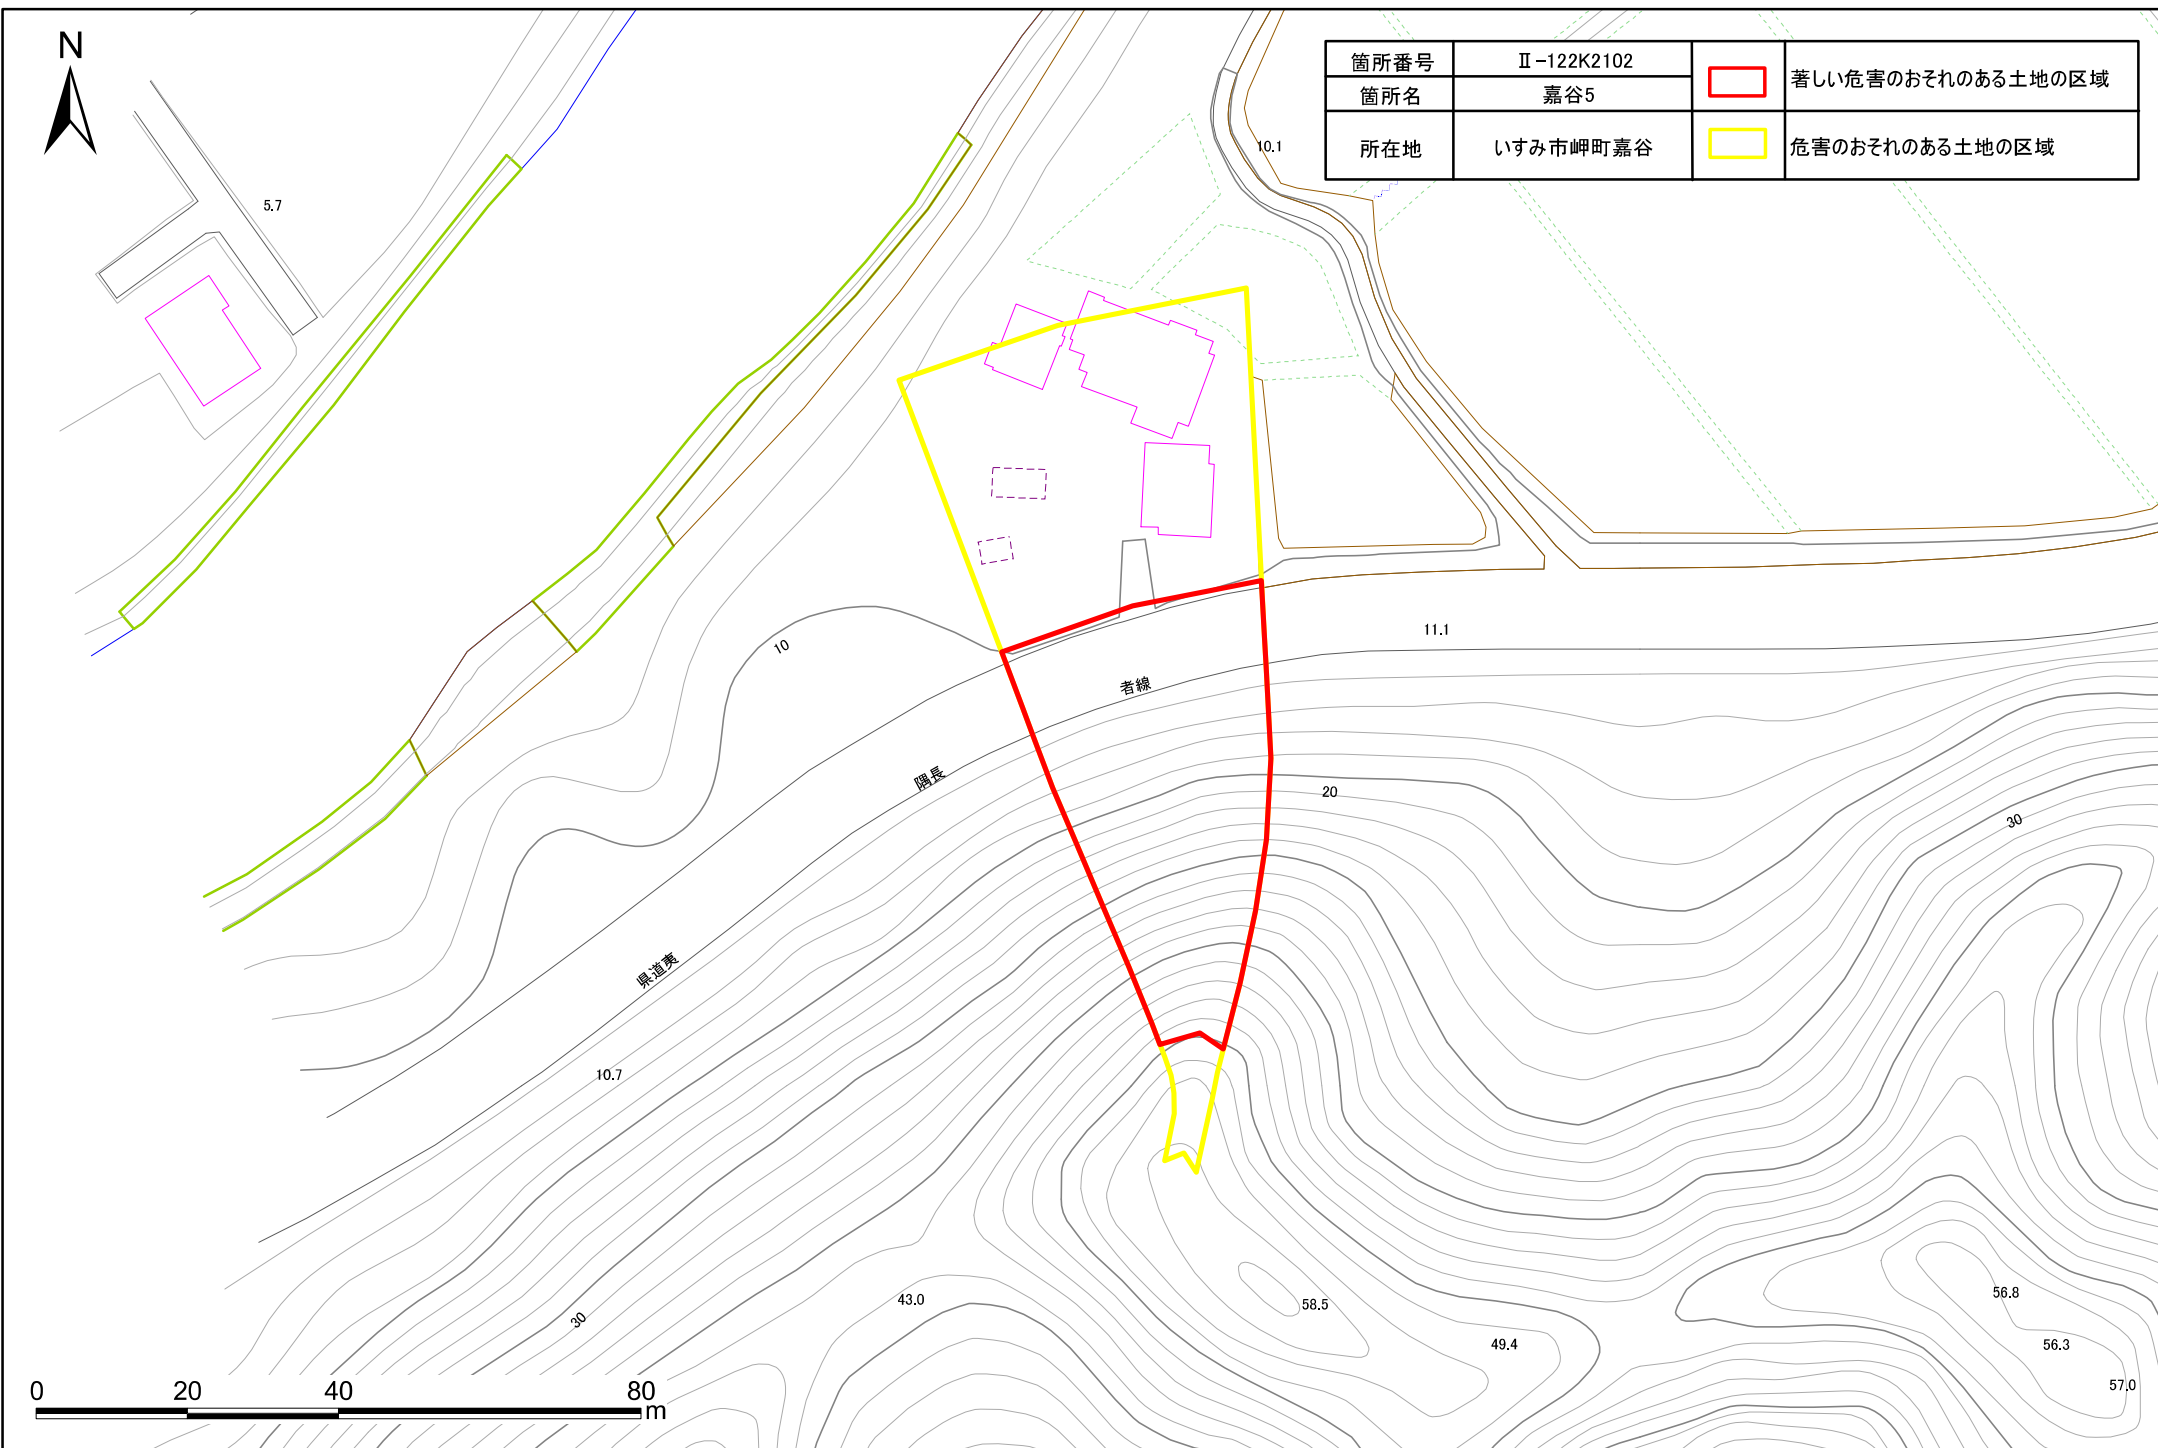 N
箇所番号 Ⅱ-122K2102 著しい危害のおそれのある土地の区域
箇所名 嘉谷5
所在地 いすみ市岬町嘉谷 危害のおそれのある土地の区域
10.1
5.7
11.1
10
者線
隅長
20
30
県道夷
10.7
43.0
58.5
56.8
30
49.4
56.3
57.0
0 20 40 80
m